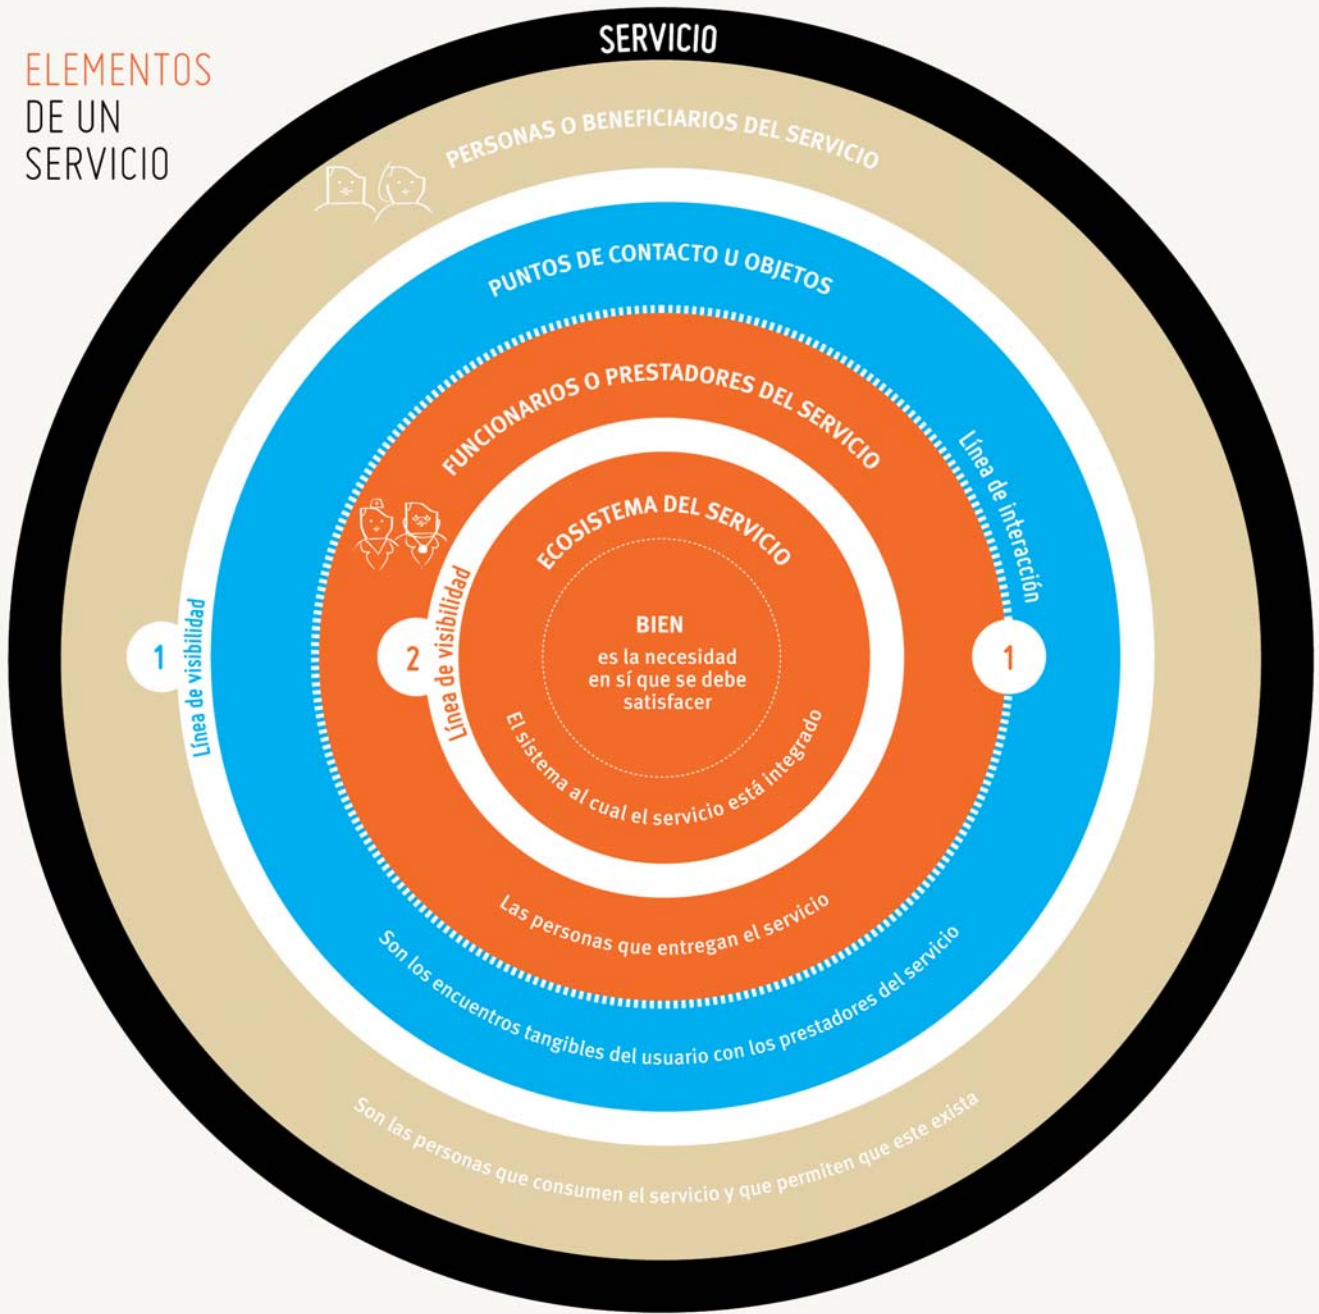 ELEMENTOS
DE UN
SERVICIO
SERVICIO
PERSONAS O BENEFICIARIOS DEL SERVICIO
PUNTOS DE CONTACTO U OBJETOS
FUNCIONARIOS O PRESTADORES DEL SERVICIO
Línea de interacción
ECOSISTEMA DEL SERVICIO
BIEN
es la necesidad
en sí que se debe
satisfacer
1
Línea de visibilidad
2
Línea de visibilidad
1
El sistema al cual el servicio está integrado
Las personas que entregan el servicio
Son los encuentros tangibles del usuario con los prestadores del servicio
Son las personas que consumen el servicio y que permiten que este exista